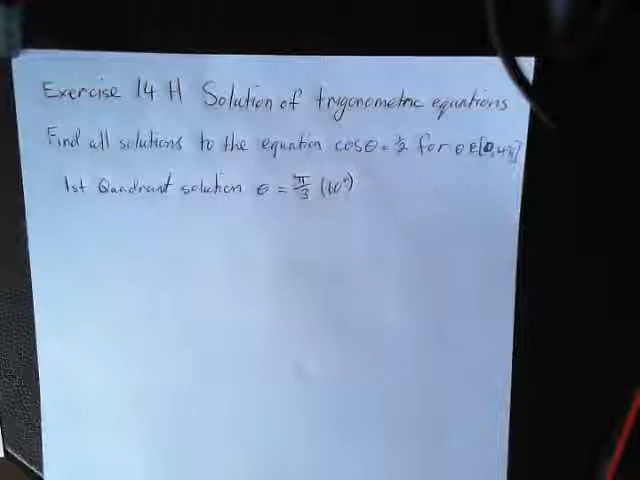 Exercise 14 H Solution of trigonometric equations
Find all solutions to the equation cosθ = ½ for θ ∈ [0, 4π]
1st Quadrant solution θ = π/3 (60°)